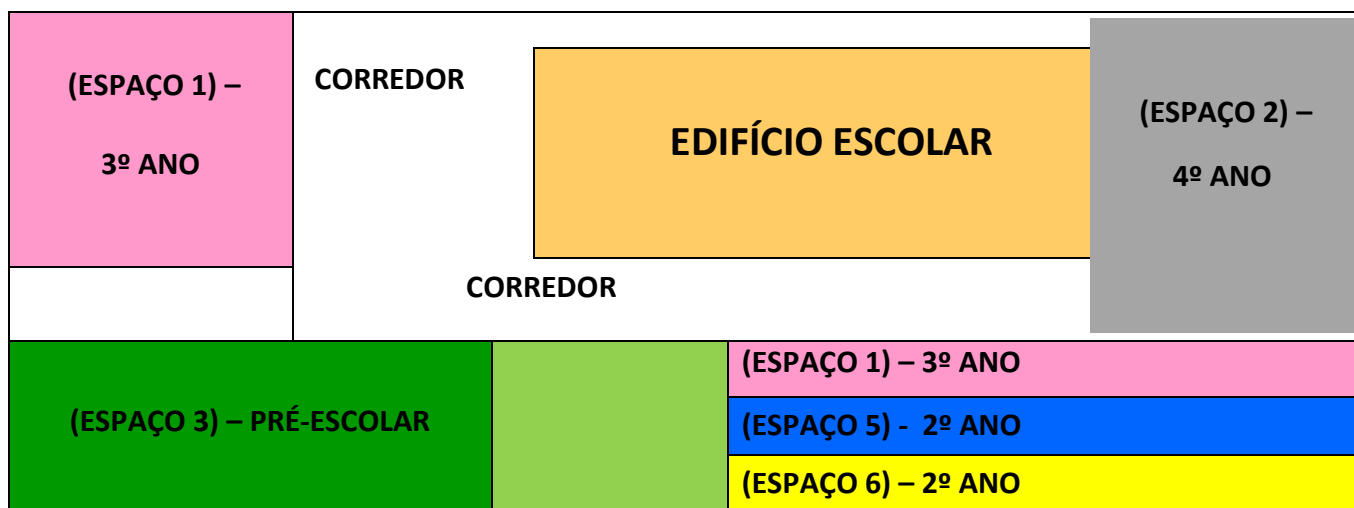 (ESPAÇO 1) –
3º ANO
CORREDOR
EDIFÍCIO ESCOLAR
(ESPAÇO 2) –
4º ANO
CORREDOR
(ESPAÇO 3) – PRÉ-ESCOLAR
(ESPAÇO 1) – 3º ANO
(ESPAÇO 5) - 2º ANO
(ESPAÇO 6) – 2º ANO